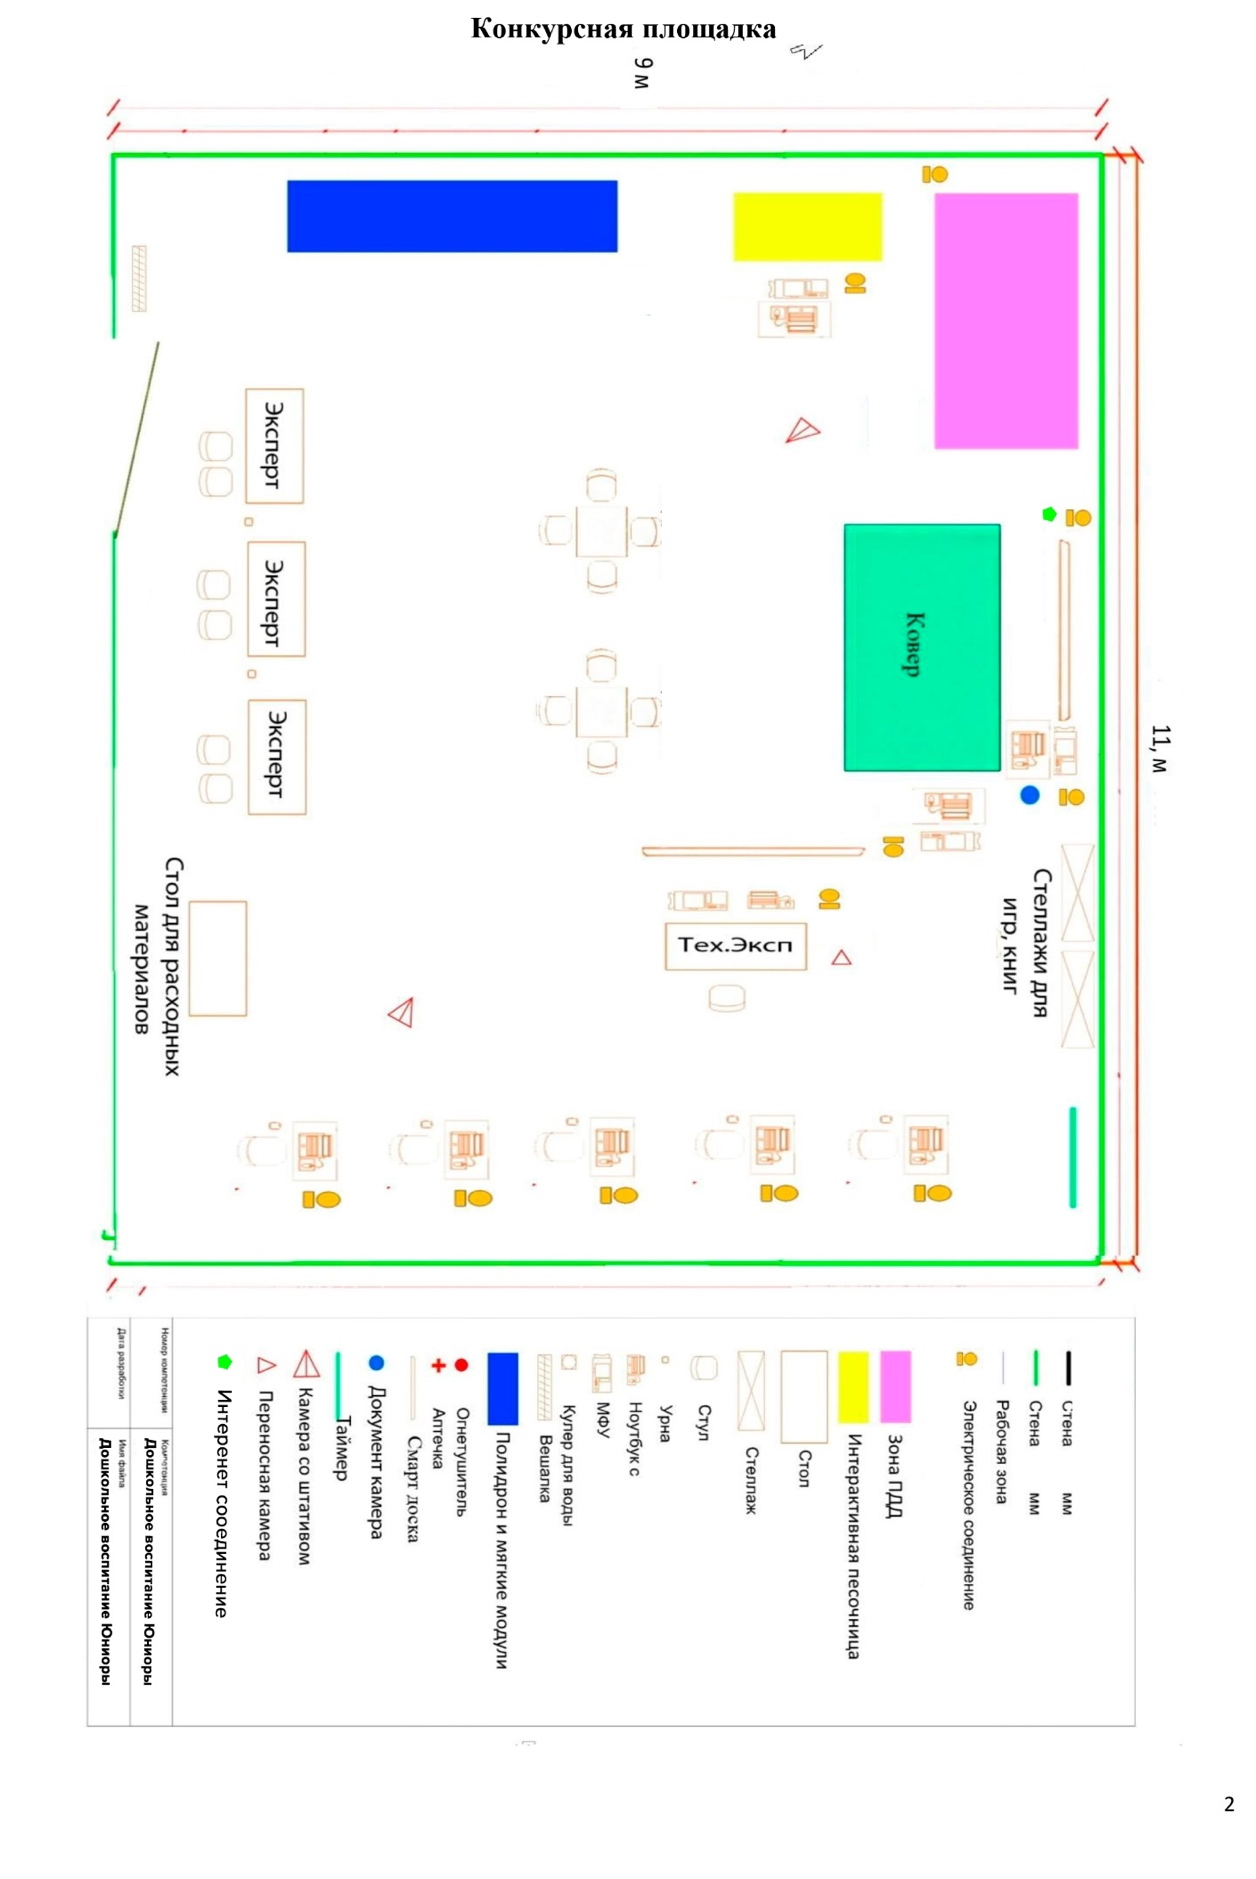 Конкурсная площадка
9 м
11, м
Эксперт
Эксперт
Эксперт
Ковер
Тех.Эксп
Стеллажи для
игр, книг
Стол для расходных
материалов
Стена мм
Стена мм
Рабочая зона
Электрическое соединение
Зона ПДД
Интерактивная песочница
Стол
Стеллаж
Стул
Урна
Ноутбук с
МФУ
Кулер для воды
Вешалка
Полидрон и мягкие модули
Огнетушитель
Аптечка
Смарт доска
Документ камера
Таймер
Камера со штативом
Переносная камера
Интеренет сооединение
Номер компетенции
Компетенция
Дошкольное воспитание Юниоры
Дата разработки
Имя файла
Дошкольное воспитание Юниоры
2